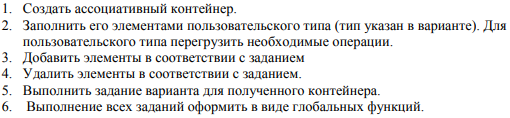 1. Создать ассоциативный контейнер.
2. Заполнить его элементами пользовательского типа (тип указан в варианте). Для
пользовательского типа перегрузить необходимые операции.
3. Добавить элементы в соответствии с заданием
4. Удалить элементы в соответствии с заданием.
5. Выполнить задание варианта для полученного контейнера.
6. Выполнение всех заданий оформить в виде глобальных функций.